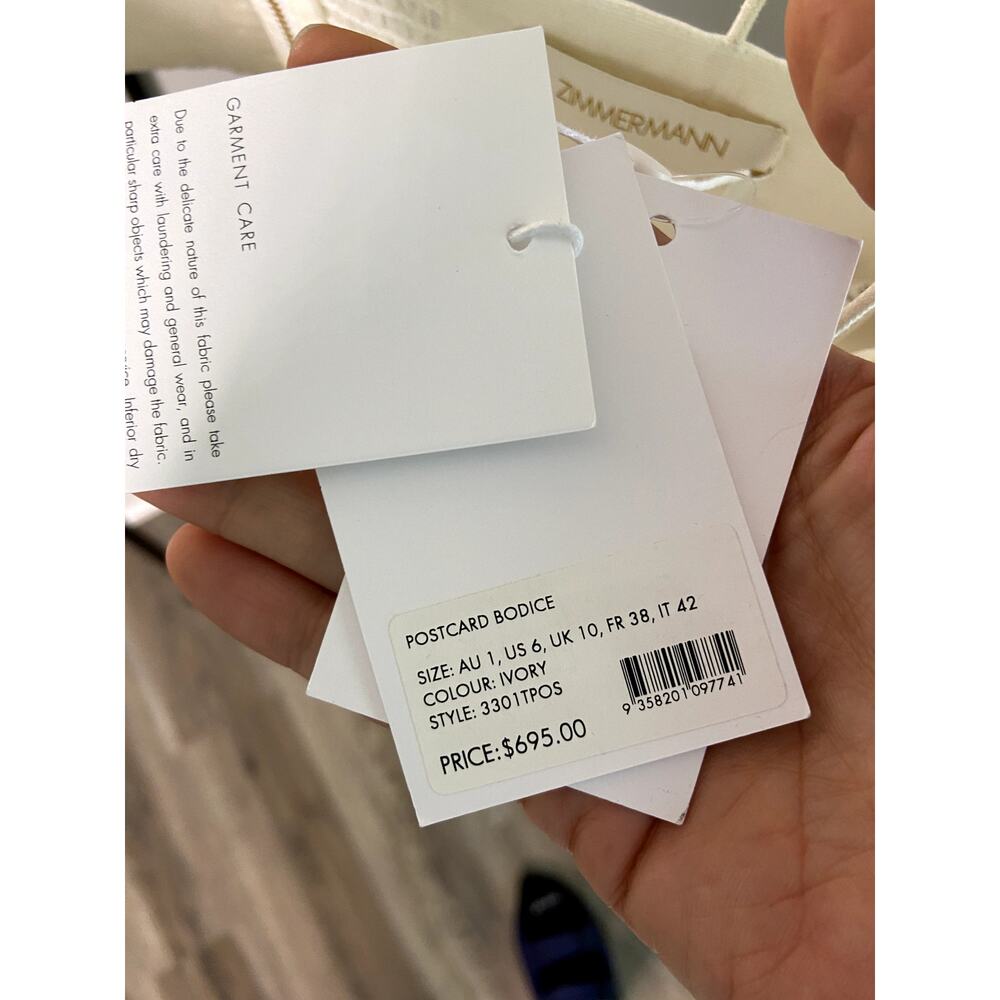 ZIMMERMANN
GARMENT CARE
Due to the delicate nature of this fabric please take
extra care with laundering and general wear, and in
particular sharp objects which may damage the fabric.
Inferior dry
POSTCARD BODICE
SIZE: AU 1, US 6, UK 10, FR 38, IT 42
COLOUR: IVORY
STYLE: 3301TPOS
9 358201 097741
PRICE:$695.00